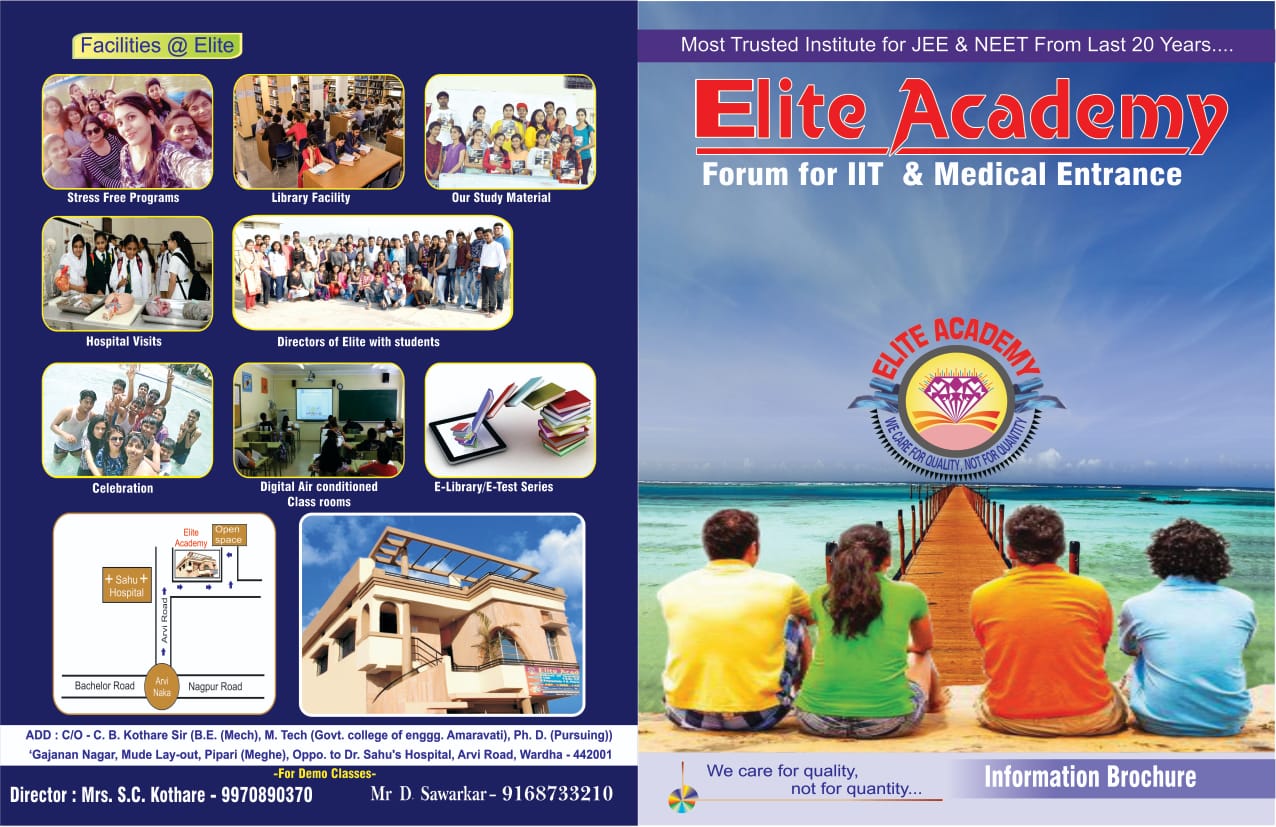 Facilities @ Elite
Stress Free Programs
Library Facility
Our Study Material
Hospital Visits
Directors of Elite with students
Celebration
Digital Air conditioned
Class rooms
E-Library/E-Test Series
Elite
Academy
Open
space
Sahu
Hospital
Arvi Road
Bachelor Road
Arvi
Naka
Nagpur Road
Elite Acad
ADD : C/O - C. B. Kothare Sir (B.E. (Mech), M. Tech (Govt. college of enggg. Amaravati), Ph. D. (Pursuing))
‘Gajanan Nagar, Mude Lay-out, Pipari (Meghe), Oppo. to Dr. Sahu's Hospital, Arvi Road, Wardha - 442001
-For Demo Classes-
Director : Mrs. S.C. Kothare - 9970890370
Mr D. Sawarkar - 9168733210
Most Trusted Institute for JEE & NEET From Last 20 Years....
Elite Academy
Forum for IIT & Medical Entrance
ELITE ACADEMY
WE CARE FOR QUALITY, NOT FOR QUANTITY
We care for quality,
not for quantity...
Information Brochure